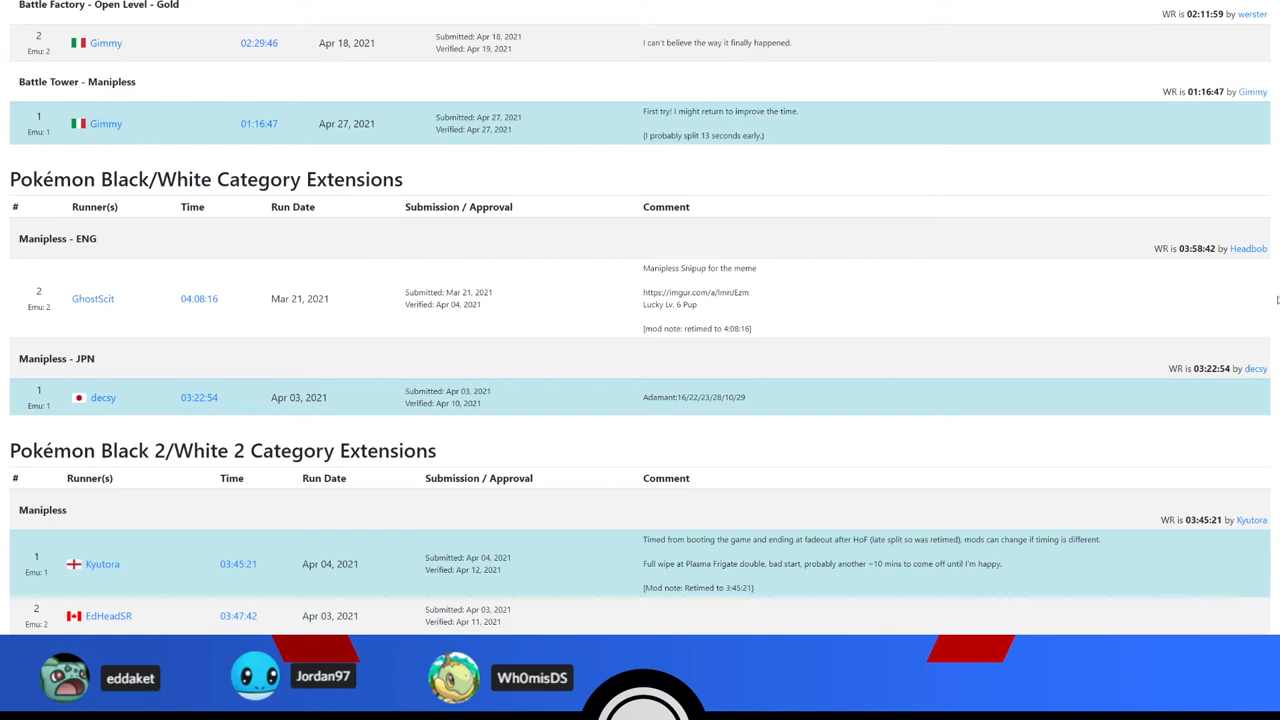 Battle Factory - Open Level - Gold
WR is 02:11:59 by werster
2 Gimmy 02:29:46 Apr 18, 2021 Submitted: Apr 18, 2021 I can't believe the way it finally happened.
Emu: 2 Verified: Apr 19, 2021
Battle Tower - Manipless
WR is 01:16:47 by Gimmy
1 Gimmy 01:16:47 Apr 27, 2021 Submitted: Apr 27, 2021 First try! I might return to improve the time.
Emu: 1 Verified: Apr 27, 2021 (I probably split 13 seconds early.)
Pokémon Black/White Category Extensions
# Runner(s) Time Run Date Submission / Approval Comment
Manipless - ENG
WR is 03:58:42 by Headbob
Manipless Snipup for the meme
2 GhostScit 04:08:16 Mar 21, 2021 Submitted: Mar 21, 2021 https://imgur.com/a/lmrJEzm
Emu: 2 Verified: Apr 04, 2021 Lucky Lv. 6 Pup
[mod note: retimed to 4:08:16]
Manipless - JPN
WR is 03:22:54 by decsy
1 decsy 03:22:54 Apr 03, 2021 Submitted: Apr 03, 2021 Adamant:16/22/23/28/10/29
Emu: 1 Verified: Apr 10, 2021
Pokémon Black 2/White 2 Category Extensions
# Runner(s) Time Run Date Submission / Approval Comment
Manipless
WR is 03:45:21 by Kyutora
Timed from booting the game and ending at fadeout after HoF (late split so was retimed), mods can change if timing is different.
1 Kyutora 03:45:21 Apr 04, 2021 Submitted: Apr 04, 2021 Full wipe at Plasma Frigate double, bad start, probably another ~10 mins to come off until I'm happy.
Emu: 1 Verified: Apr 12, 2021
[Mod note: Retimed to 3:45:21]
2 EdHeadSR 03:47:42 Apr 03, 2021 Submitted: Apr 03, 2021
Emu: 2 Verified: Apr 11, 2021
eddaket Jordan97 Wh0misDS